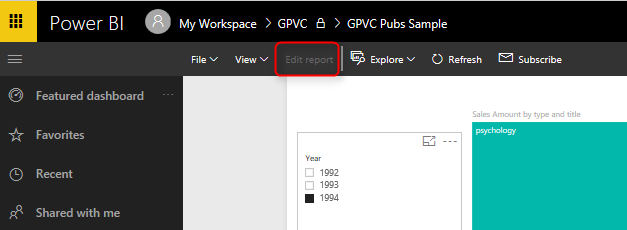 Power BI
My Workspace > GPVC > GPVC Pubs Sample
File View Edit report Explore Refresh Subscribe
Featured dashboard ...
Favorites
Recent
Shared with me
Sales Amount by type and title
psychology
Year
1992
1993
1994